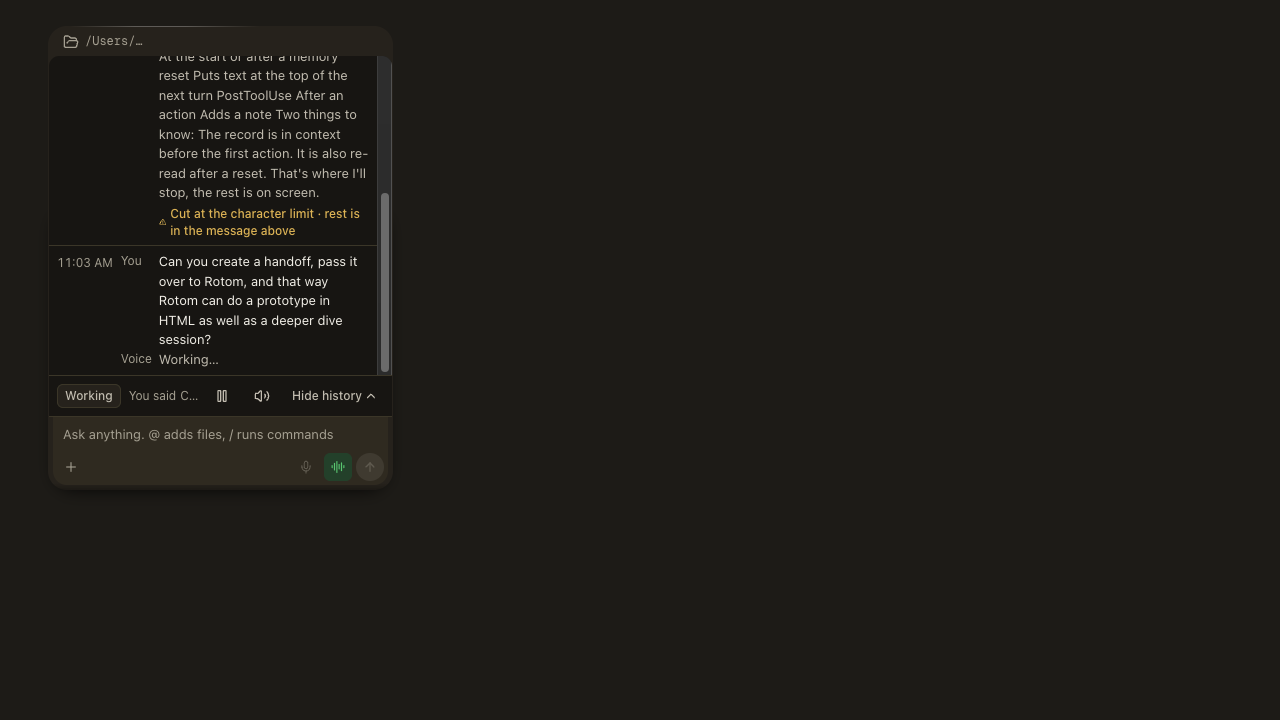 /Users/…
At the start or after a memory
reset Puts text at the top of the
next turn PostToolUse After an
action Adds a note Two things to
know: The record is in context
before the first action. It is also re-
read after a reset. That's where I'll
stop, the rest is on screen.
Cut at the character limit · rest is
in the message above
11:03 AM You Can you create a handoff, pass it
over to Rotom, and that way
Rotom can do a prototype in
HTML as well as a deeper dive
session?
Voice Working…
Working You said C… Hide history
Ask anything. @ adds files, / runs commands